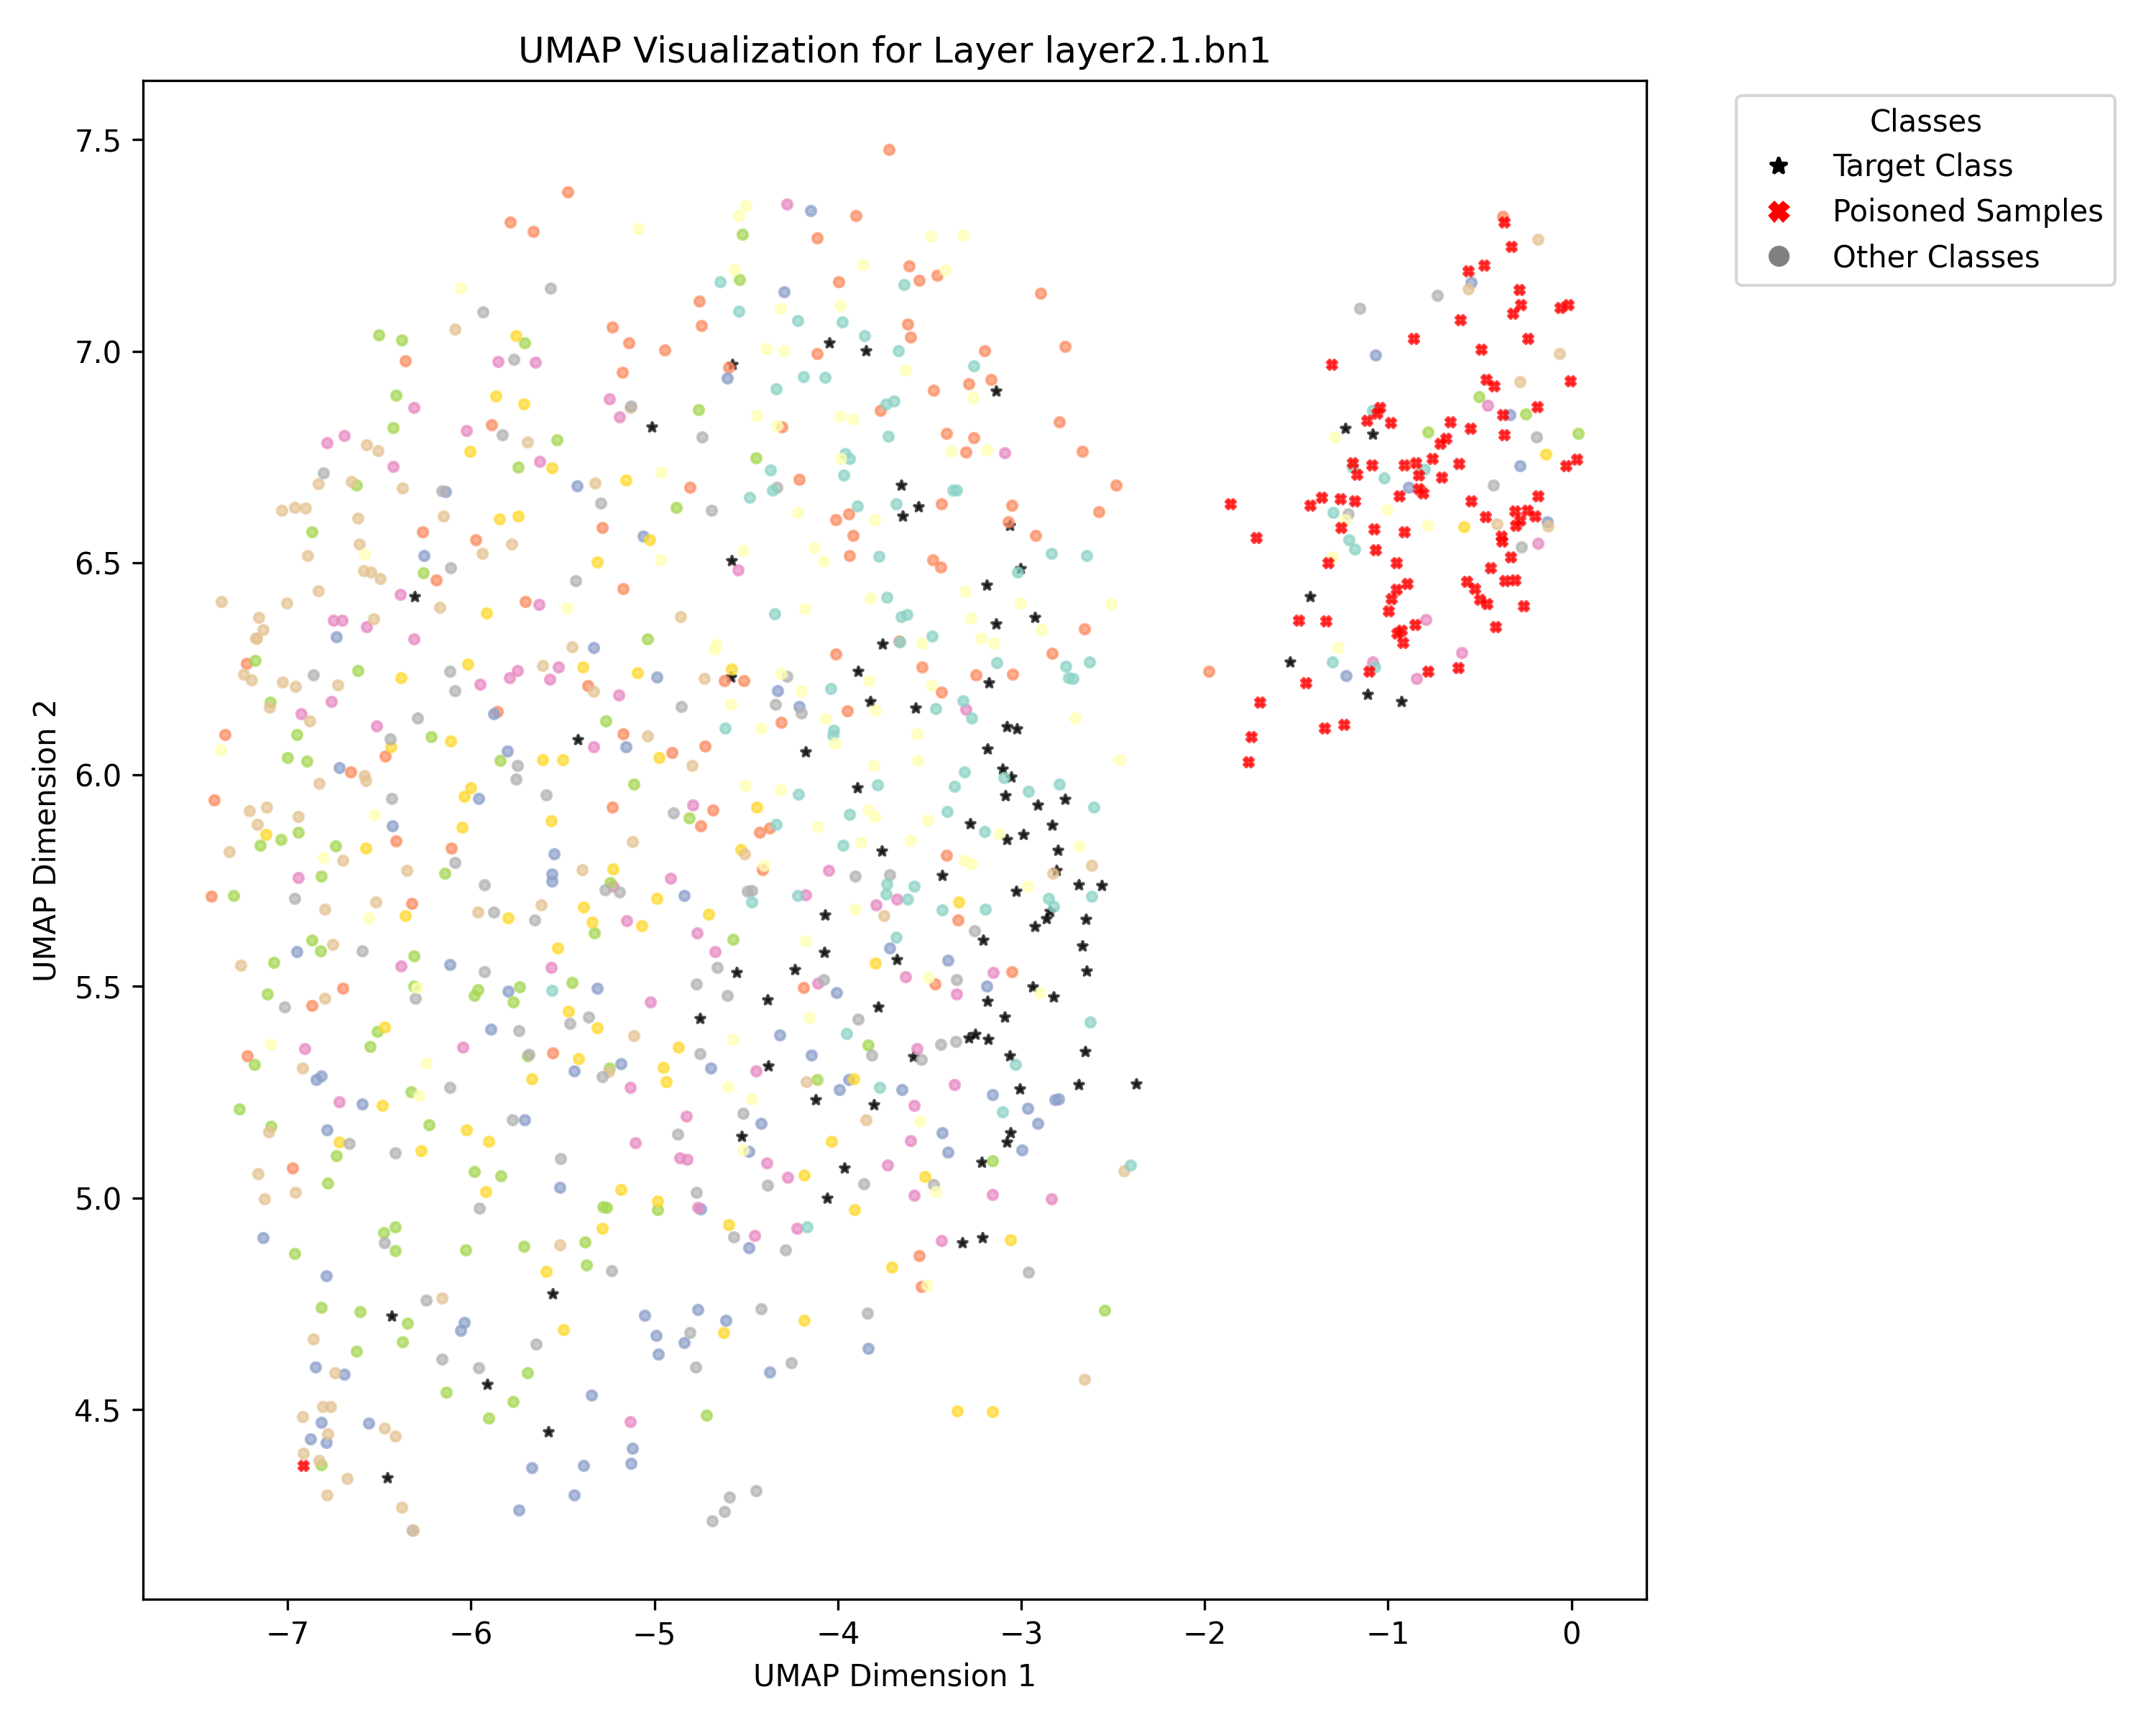 UMAP Visualization for Layer layer2.1.bn1
Classes
Target Class
Poisoned Samples
Other Classes
UMAP Dimension 2
7.5
7.0
6.5
6.0
5.5
5.0
4.5
−7
−6
−5
−4
−3
−2
−1
0
UMAP Dimension 1